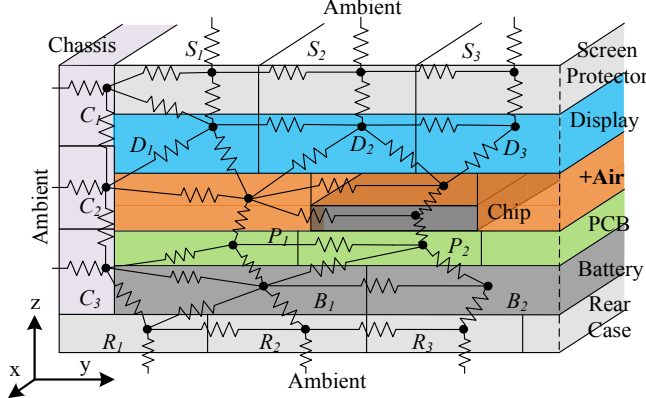 Ambient
Chassis
S1 S2 S3
Screen
Protector
C1
D1 D2 D3
Display
+Air
Ambient
C2
Chip
PCB
P1 P2
Battery
C3
B1 B2
Rear
Case
R1 R2 R3
z
y
x
Ambient